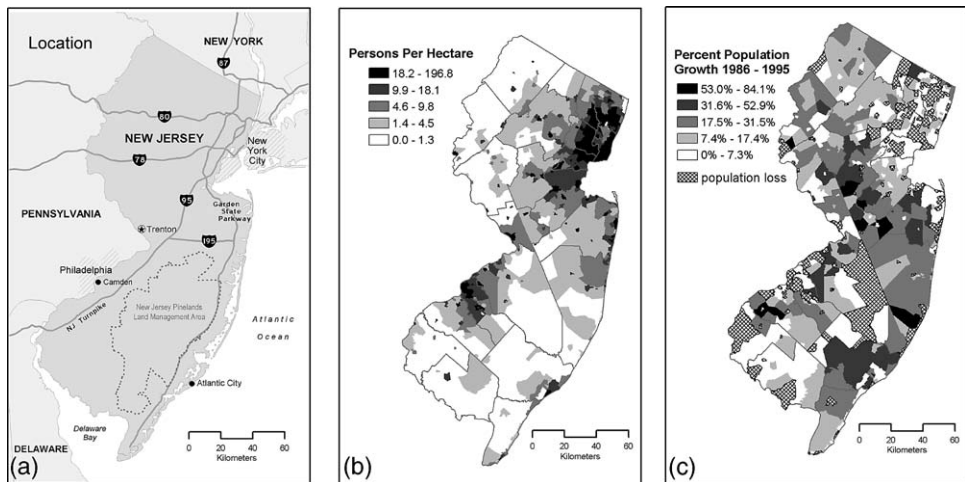 Location
NEW YORK
87
80
NEW JERSEY
New
York
City
78
PENNSYLVANIA
95
Garden
State
Parkway
Trenton
195
Philadelphia
Camden
NJ Turnpike
New Jersey Pinelands
Land Management Area
Atlantic
Ocean
Atlantic City
Delaware
Bay
DELAWARE
0 20 40 60
Kilometers
(a)
Persons Per Hectare
18.2 - 196.8
9.9 - 18.1
4.6 - 9.8
1.4 - 4.5
0.0 - 1.3
0 20 40 60
Kilometers
(b)
Percent Population
Growth 1986 - 1995
53.0% - 84.1%
31.6% - 52.9%
17.5% - 31.5%
7.4% - 17.4%
0% - 7.3%
population loss
0 20 40 60
Kilometers
(c)